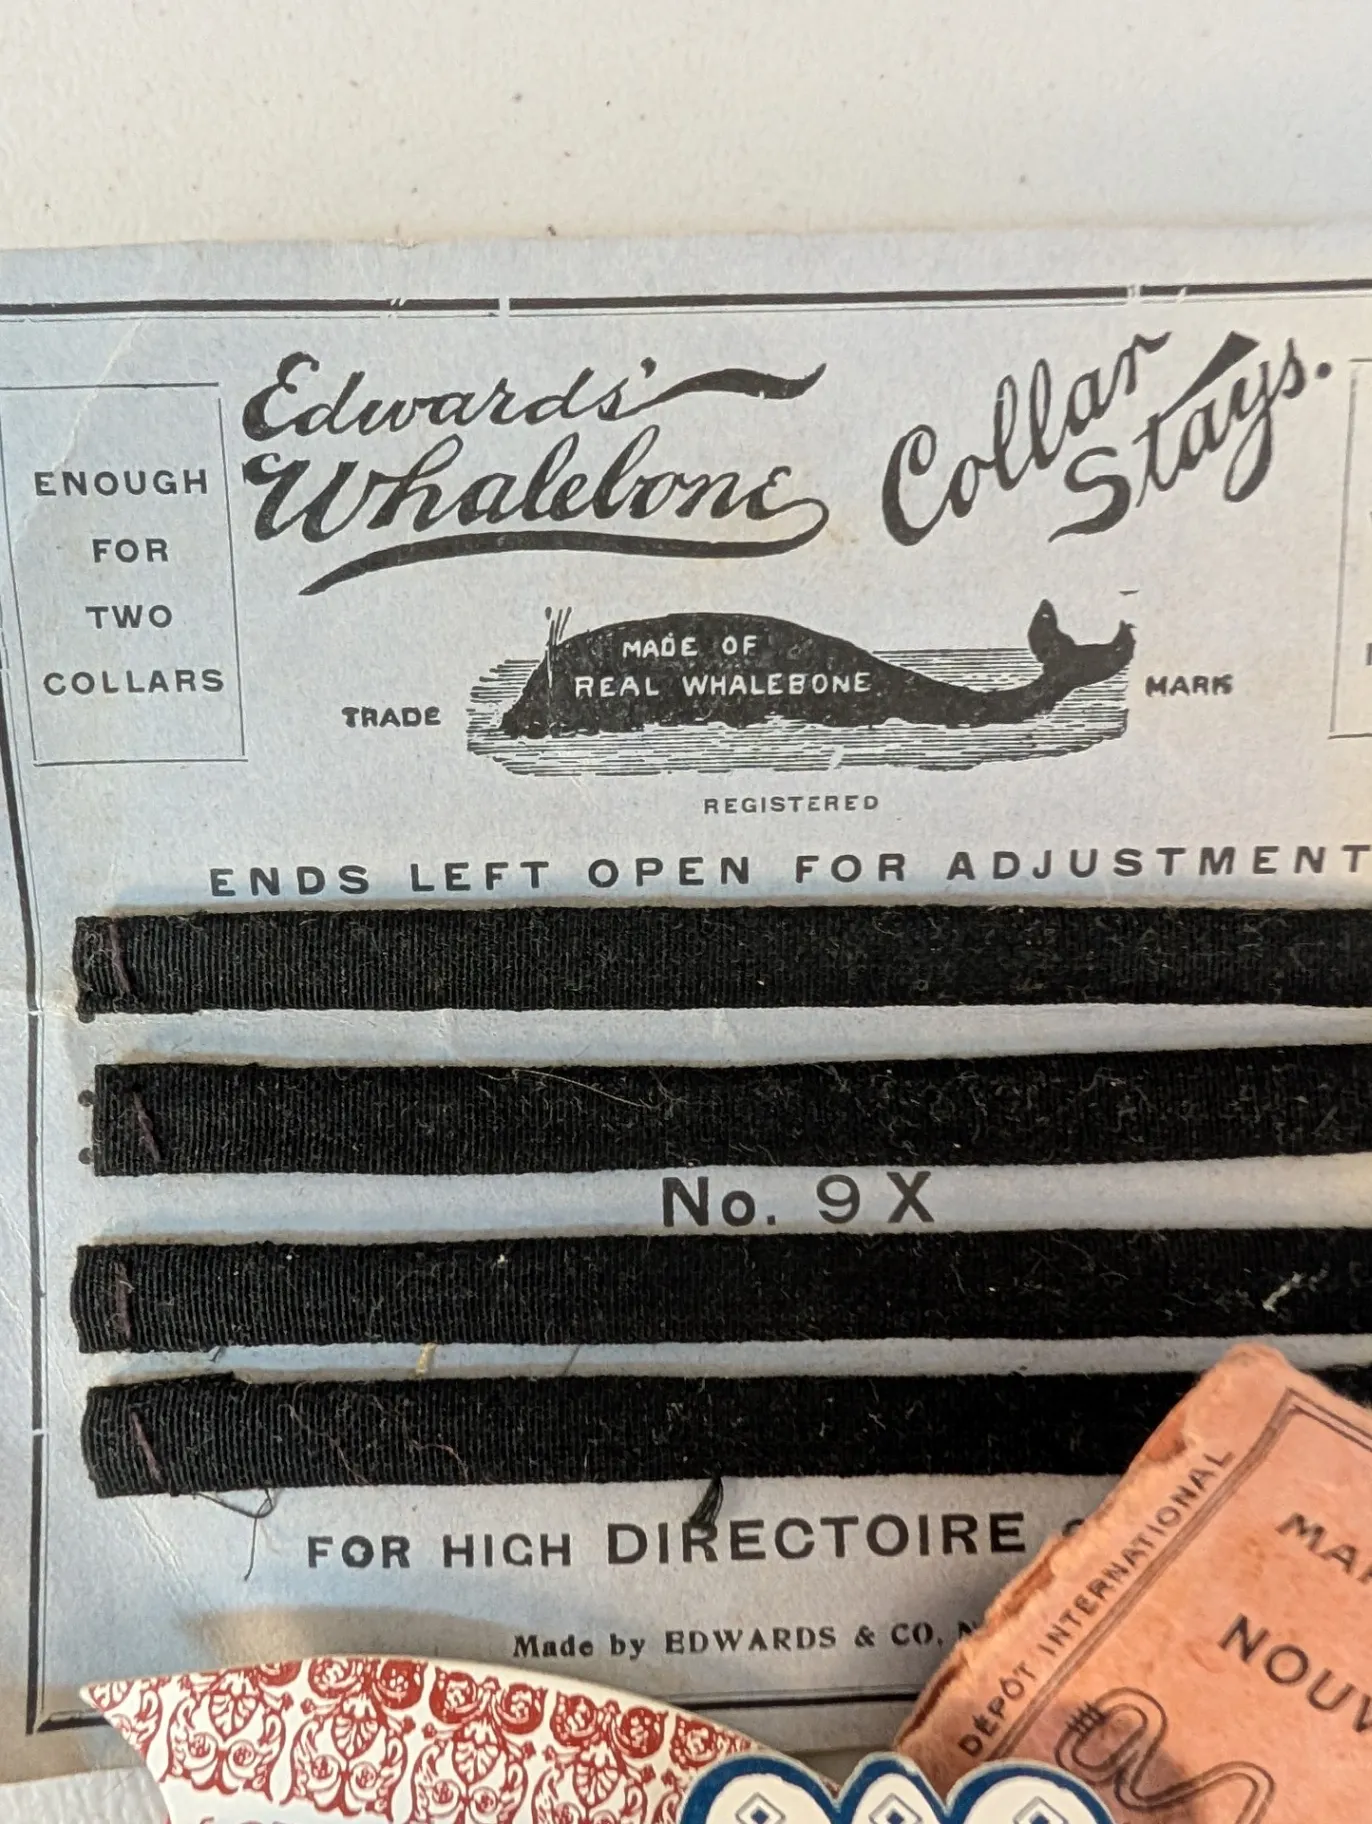 Edwards'
Whalebone
Collar
Stays.
ENOUGH
FOR
TWO
COLLARS
MADE OF
REAL WHALEBONE
TRADE
MARK
REGISTERED
ENDS LEFT OPEN FOR ADJUSTMENT
No. 9X
FOR HIGH DIRECTOIRE
Made by EDWARDS & CO,
DÉPÔT INTERNATIONAL